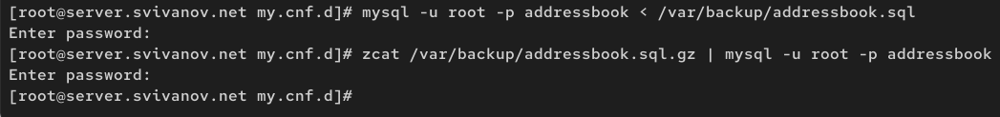 [root@server.svivanov.net my.cnf.d]# mysql -u root -p addressbook < /var/backup/addressbook.sql
Enter password:
[root@server.svivanov.net my.cnf.d]# zcat /var/backup/addressbook.sql.gz | mysql -u root -p addressbook
Enter password:
[root@server.svivanov.net my.cnf.d]#